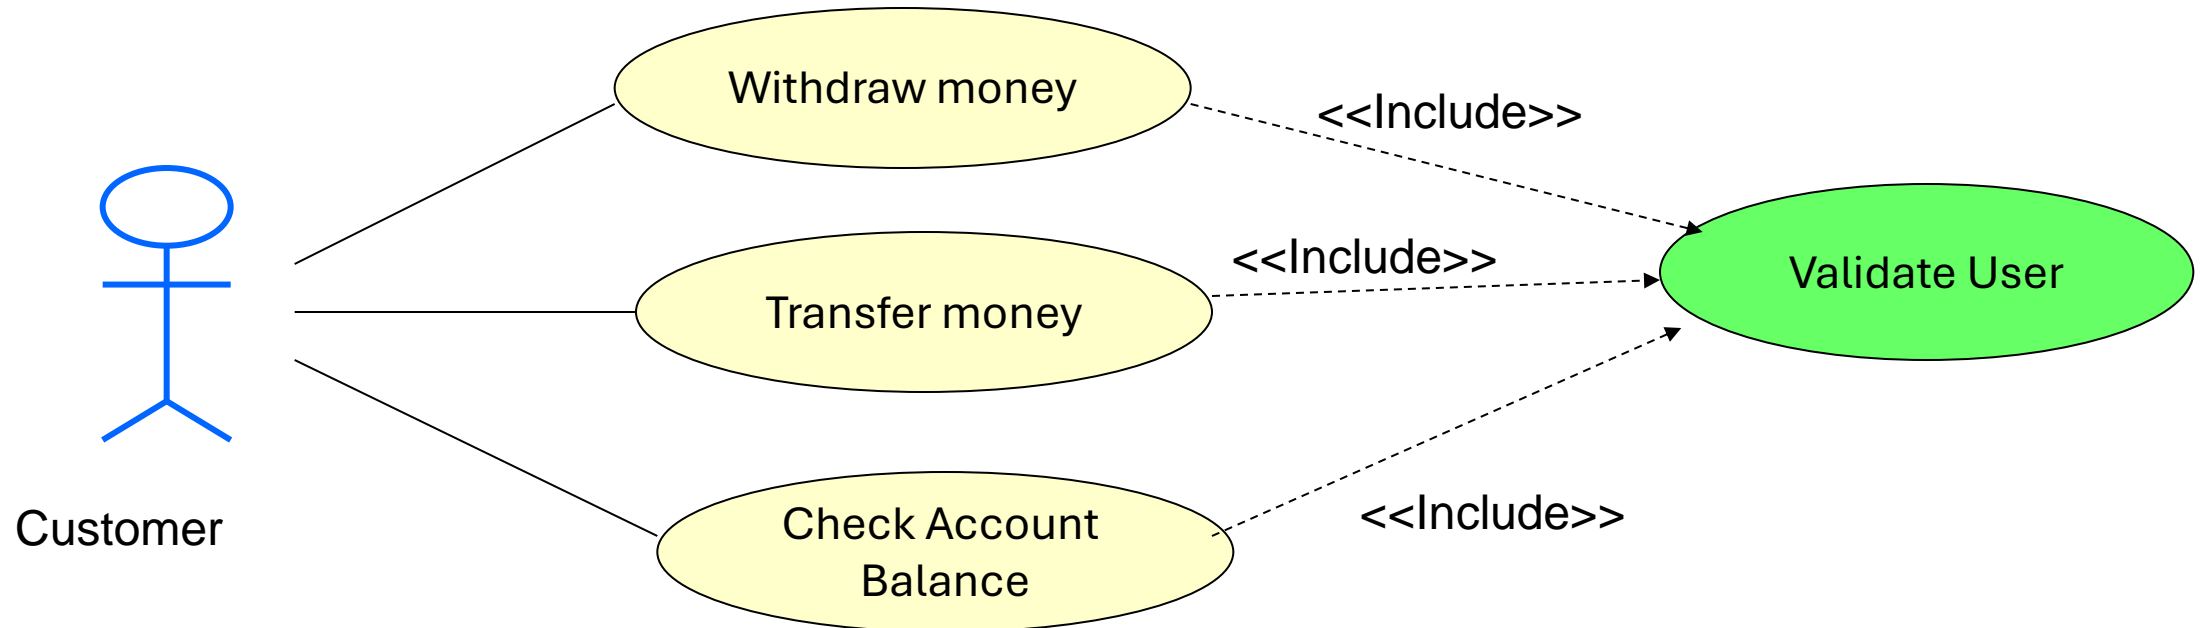 Withdraw money
<<Include>>
<<Include>>
Validate User
Transfer money
Customer
Check Account
Balance
<<Include>>